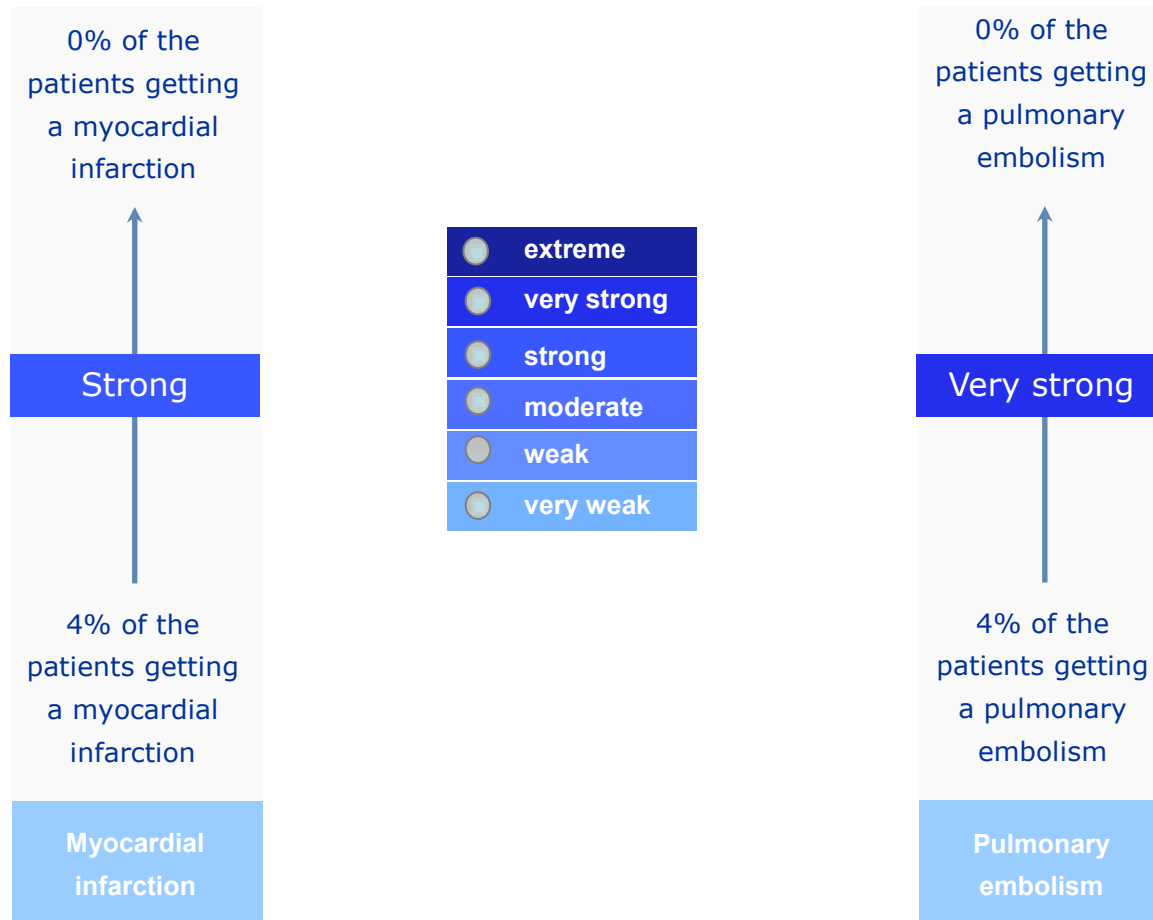 0% of the
patients getting
a myocardial
infarction
Strong
4% of the
patients getting
a myocardial
infarction
Myocardial
infarction
extreme
very strong
strong
moderate
weak
very weak
0% of the
patients getting
a pulmonary
embolism
Very strong
4% of the
patients getting
a pulmonary
embolism
Pulmonary
embolism